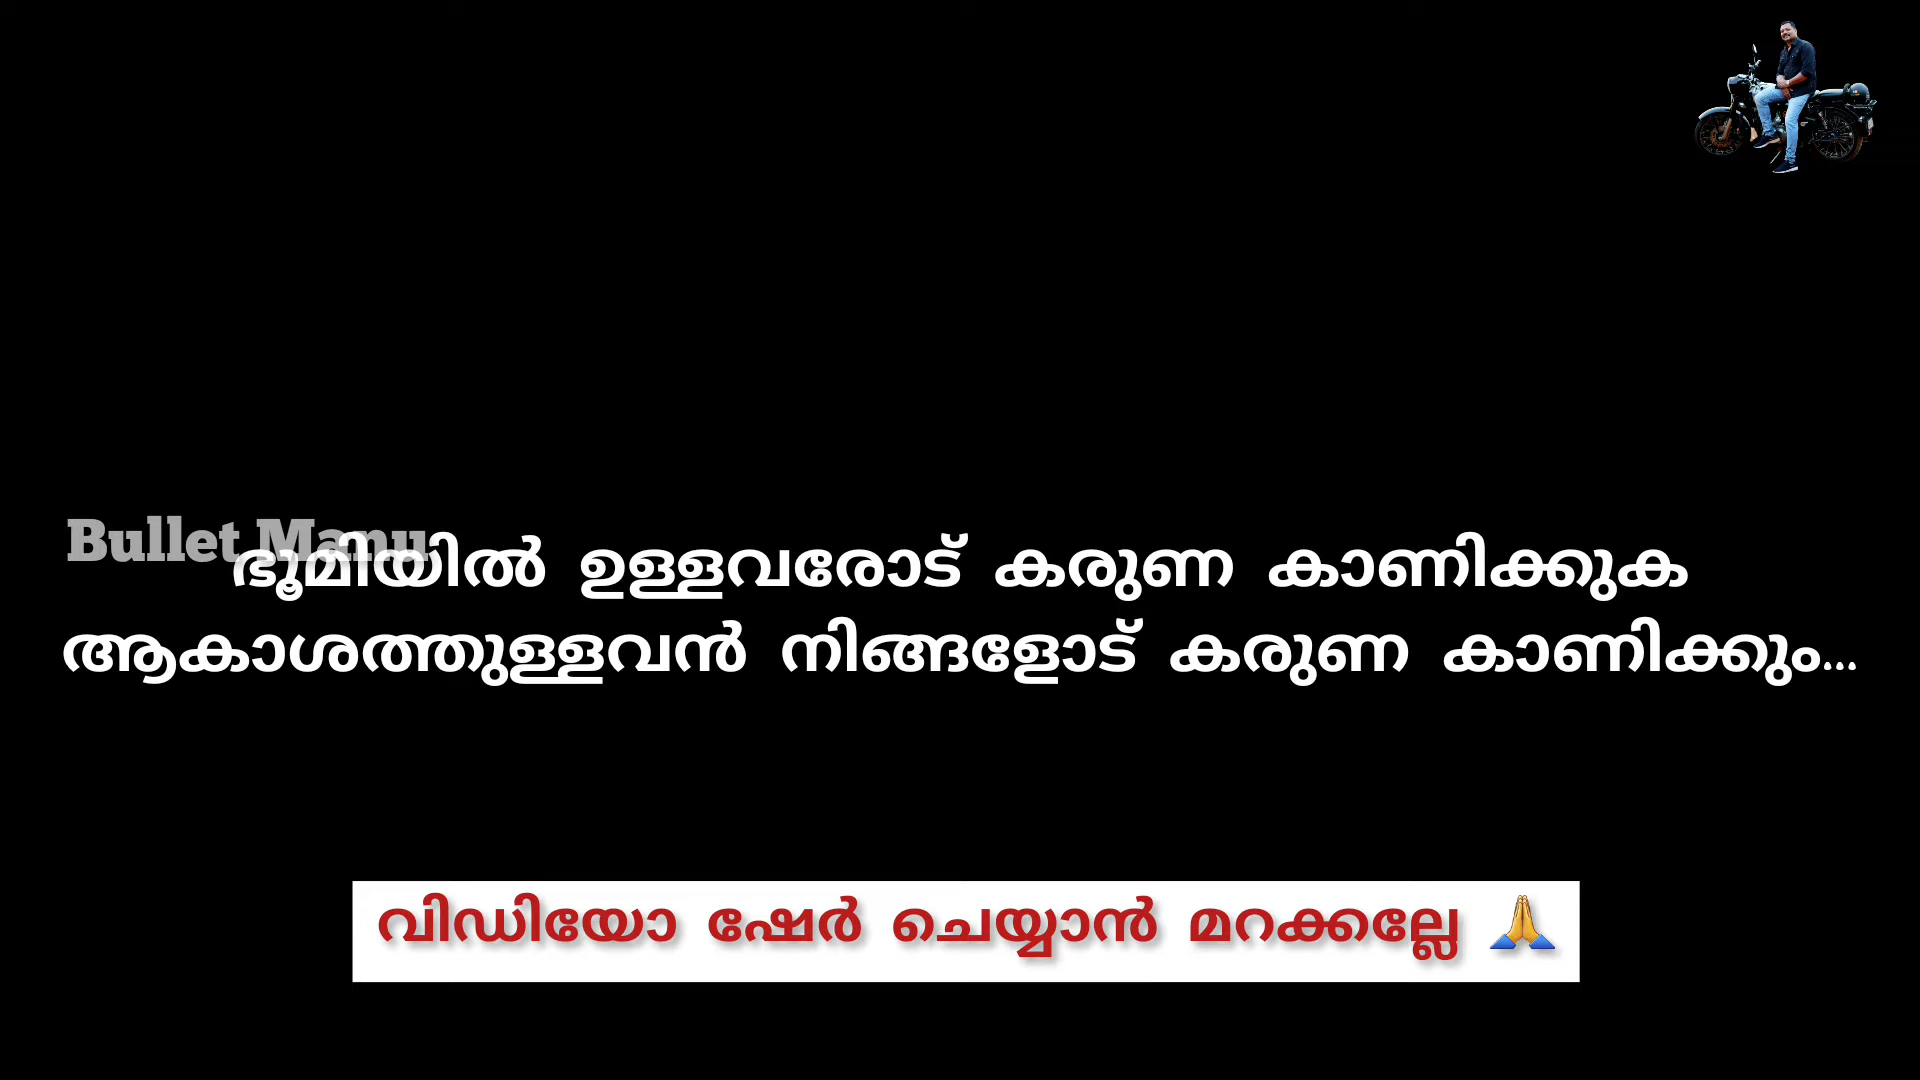 Bullet Manu
ഭൂമിയിൽ ഉള്ളവരോട് കരുണ കാണിക്കുക
ആകാശത്തുള്ളവൻ നിങ്ങളോട് കരുണ കാണിക്കും...
വിഡിയോ ഷേർ ചെയ്യാൻ മറക്കല്ലേ 🙏